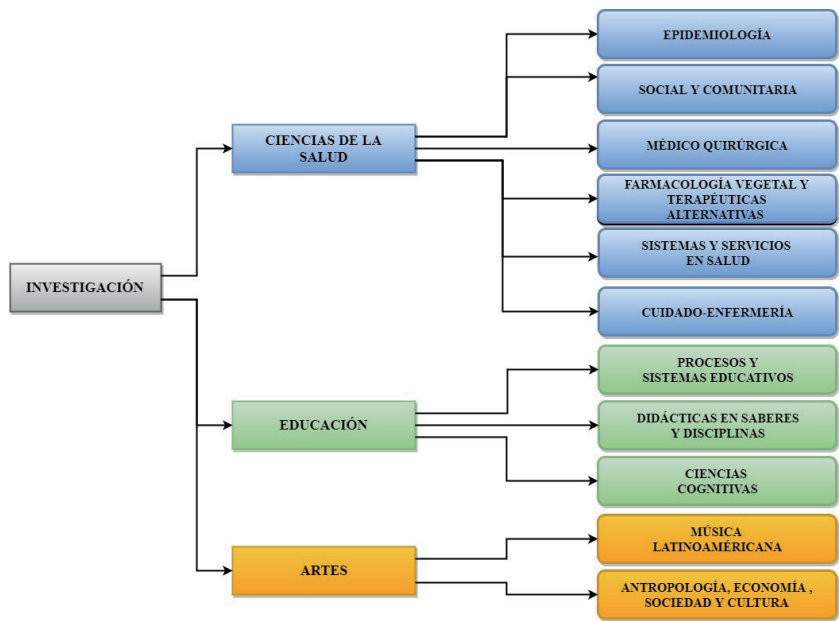 INVESTIGACIÓN
CIENCIAS DE LA
SALUD
EPIDEMIOLOGÍA
SOCIAL Y COMUNITARIA
MÉDICO QUIRÚRGICA
FARMACOLOGÍA VEGETAL Y
TERAPÉUTICAS
ALTERNATIVAS
SISTEMAS Y SERVICIOS
EN SALUD
CUIDADO-ENFERMERÍA
EDUCACIÓN
PROCESOS Y
SISTEMAS EDUCATIVOS
DIDÁCTICAS EN SABERES
Y DISCIPLINAS
CIENCIAS
COGNITIVAS
ARTES
MÚSICA
LATINOAMÉRICANA
ANTROPOLOGÍA, ECONOMÍA ,
SOCIEDAD Y CULTURA